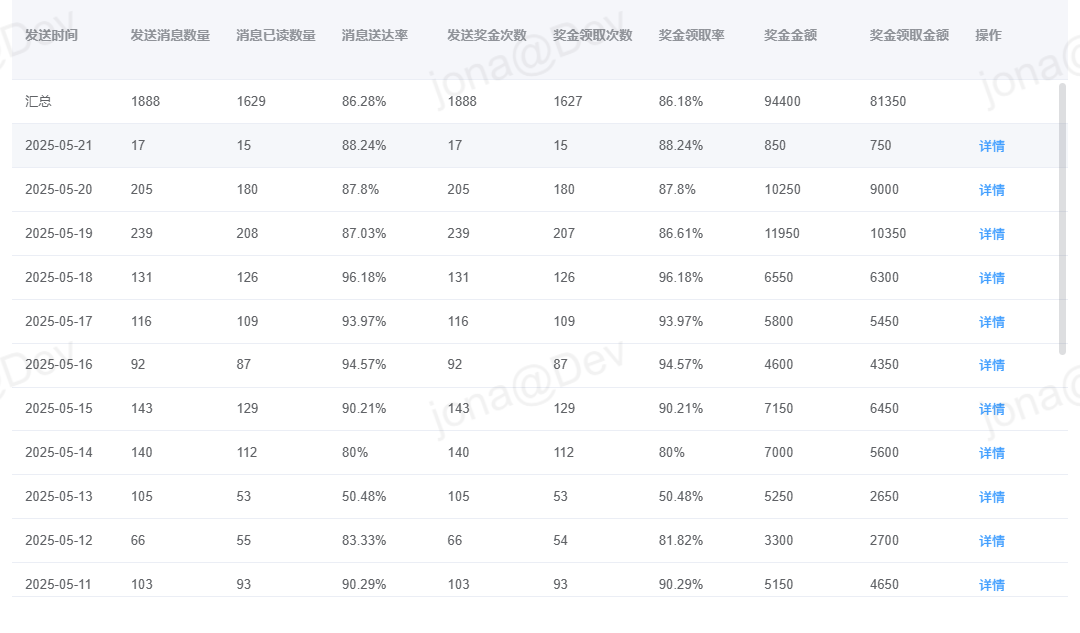 发送时间 发送消息数量 消息已读数量 消息送达率 发送奖金次数 奖金领取次数 奖金领取率 奖金金额 奖金领取金额 操作
汇总 1888 1629 86.28% 1888 1627 86.18% 94400 81350
2025-05-21 17 15 88.24% 17 15 88.24% 850 750 详情
2025-05-20 205 180 87.8% 205 180 87.8% 10250 9000 详情
2025-05-19 239 208 87.03% 239 207 86.61% 11950 10350 详情
2025-05-18 131 126 96.18% 131 126 96.18% 6550 6300 详情
2025-05-17 116 109 93.97% 116 109 93.97% 5800 5450 详情
2025-05-16 92 87 94.57% 92 87 94.57% 4600 4350 详情
2025-05-15 143 129 90.21% 143 129 90.21% 7150 6450 详情
2025-05-14 140 112 80% 140 112 80% 7000 5600 详情
2025-05-13 105 53 50.48% 105 53 50.48% 5250 2650 详情
2025-05-12 66 55 83.33% 66 54 81.82% 3300 2700 详情
2025-05-11 103 93 90.29% 103 93 90.29% 5150 4650 详情
@Dev
jona@Dev
jona@
@Dev
jona@Dev
jona@